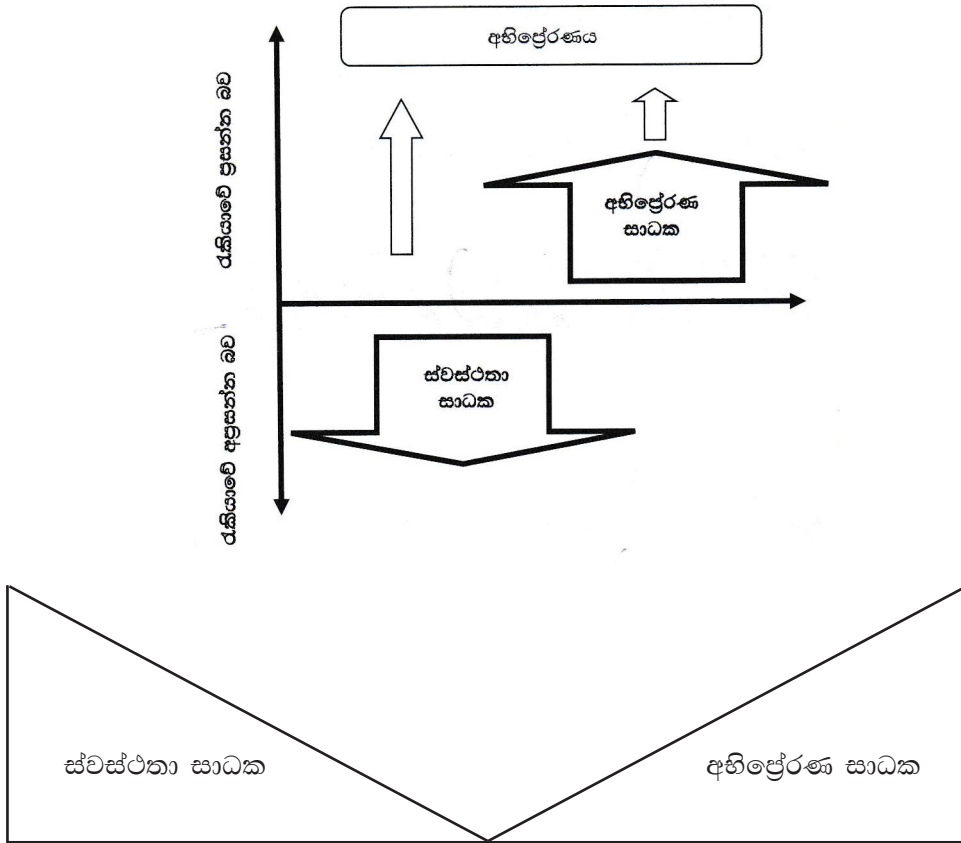 අභිප්‍රේරණය
රැකියාවේ ප්‍රසන්න බව
අභිප්‍රේරණ
සාධක
රැකියාවේ අප්‍රසන්න බව
ස්වස්ථතා
සාධක
ස්වස්ථතා සාධක
අභිප්‍රේරණ සාධක